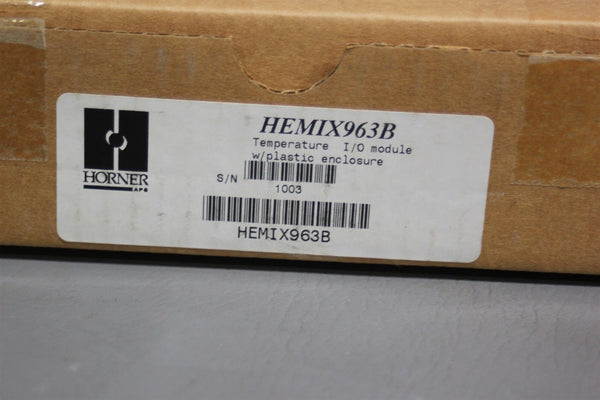 HEMIX963B
Temperature I/O module
w/plastic enclosure
S/N
1003
HEMIX963B
HORNER
APG